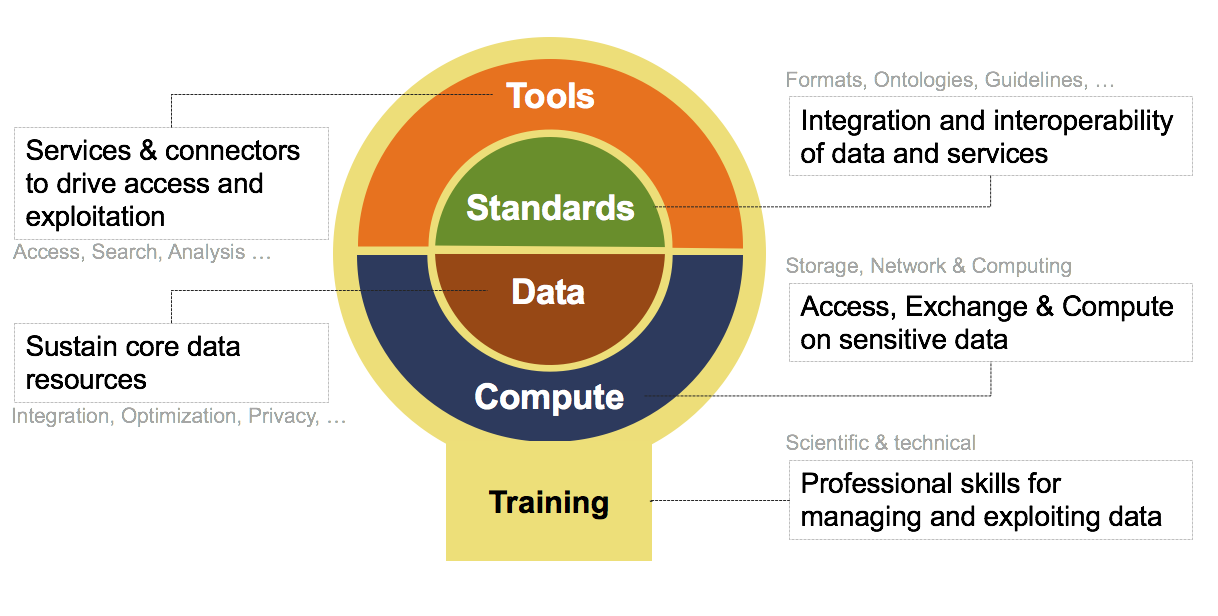 Tools
Standards
Data
Compute
Training
Services & connectors
to drive access and
exploitation
Access, Search, Analysis …
Sustain core data
resources
Integration, Optimization, Privacy, …
Formats, Ontologies, Guidelines, …
Integration and interoperability
of data and services
Storage, Network & Computing
Access, Exchange & Compute
on sensitive data
Scientific & technical
Professional skills for
managing and exploiting data